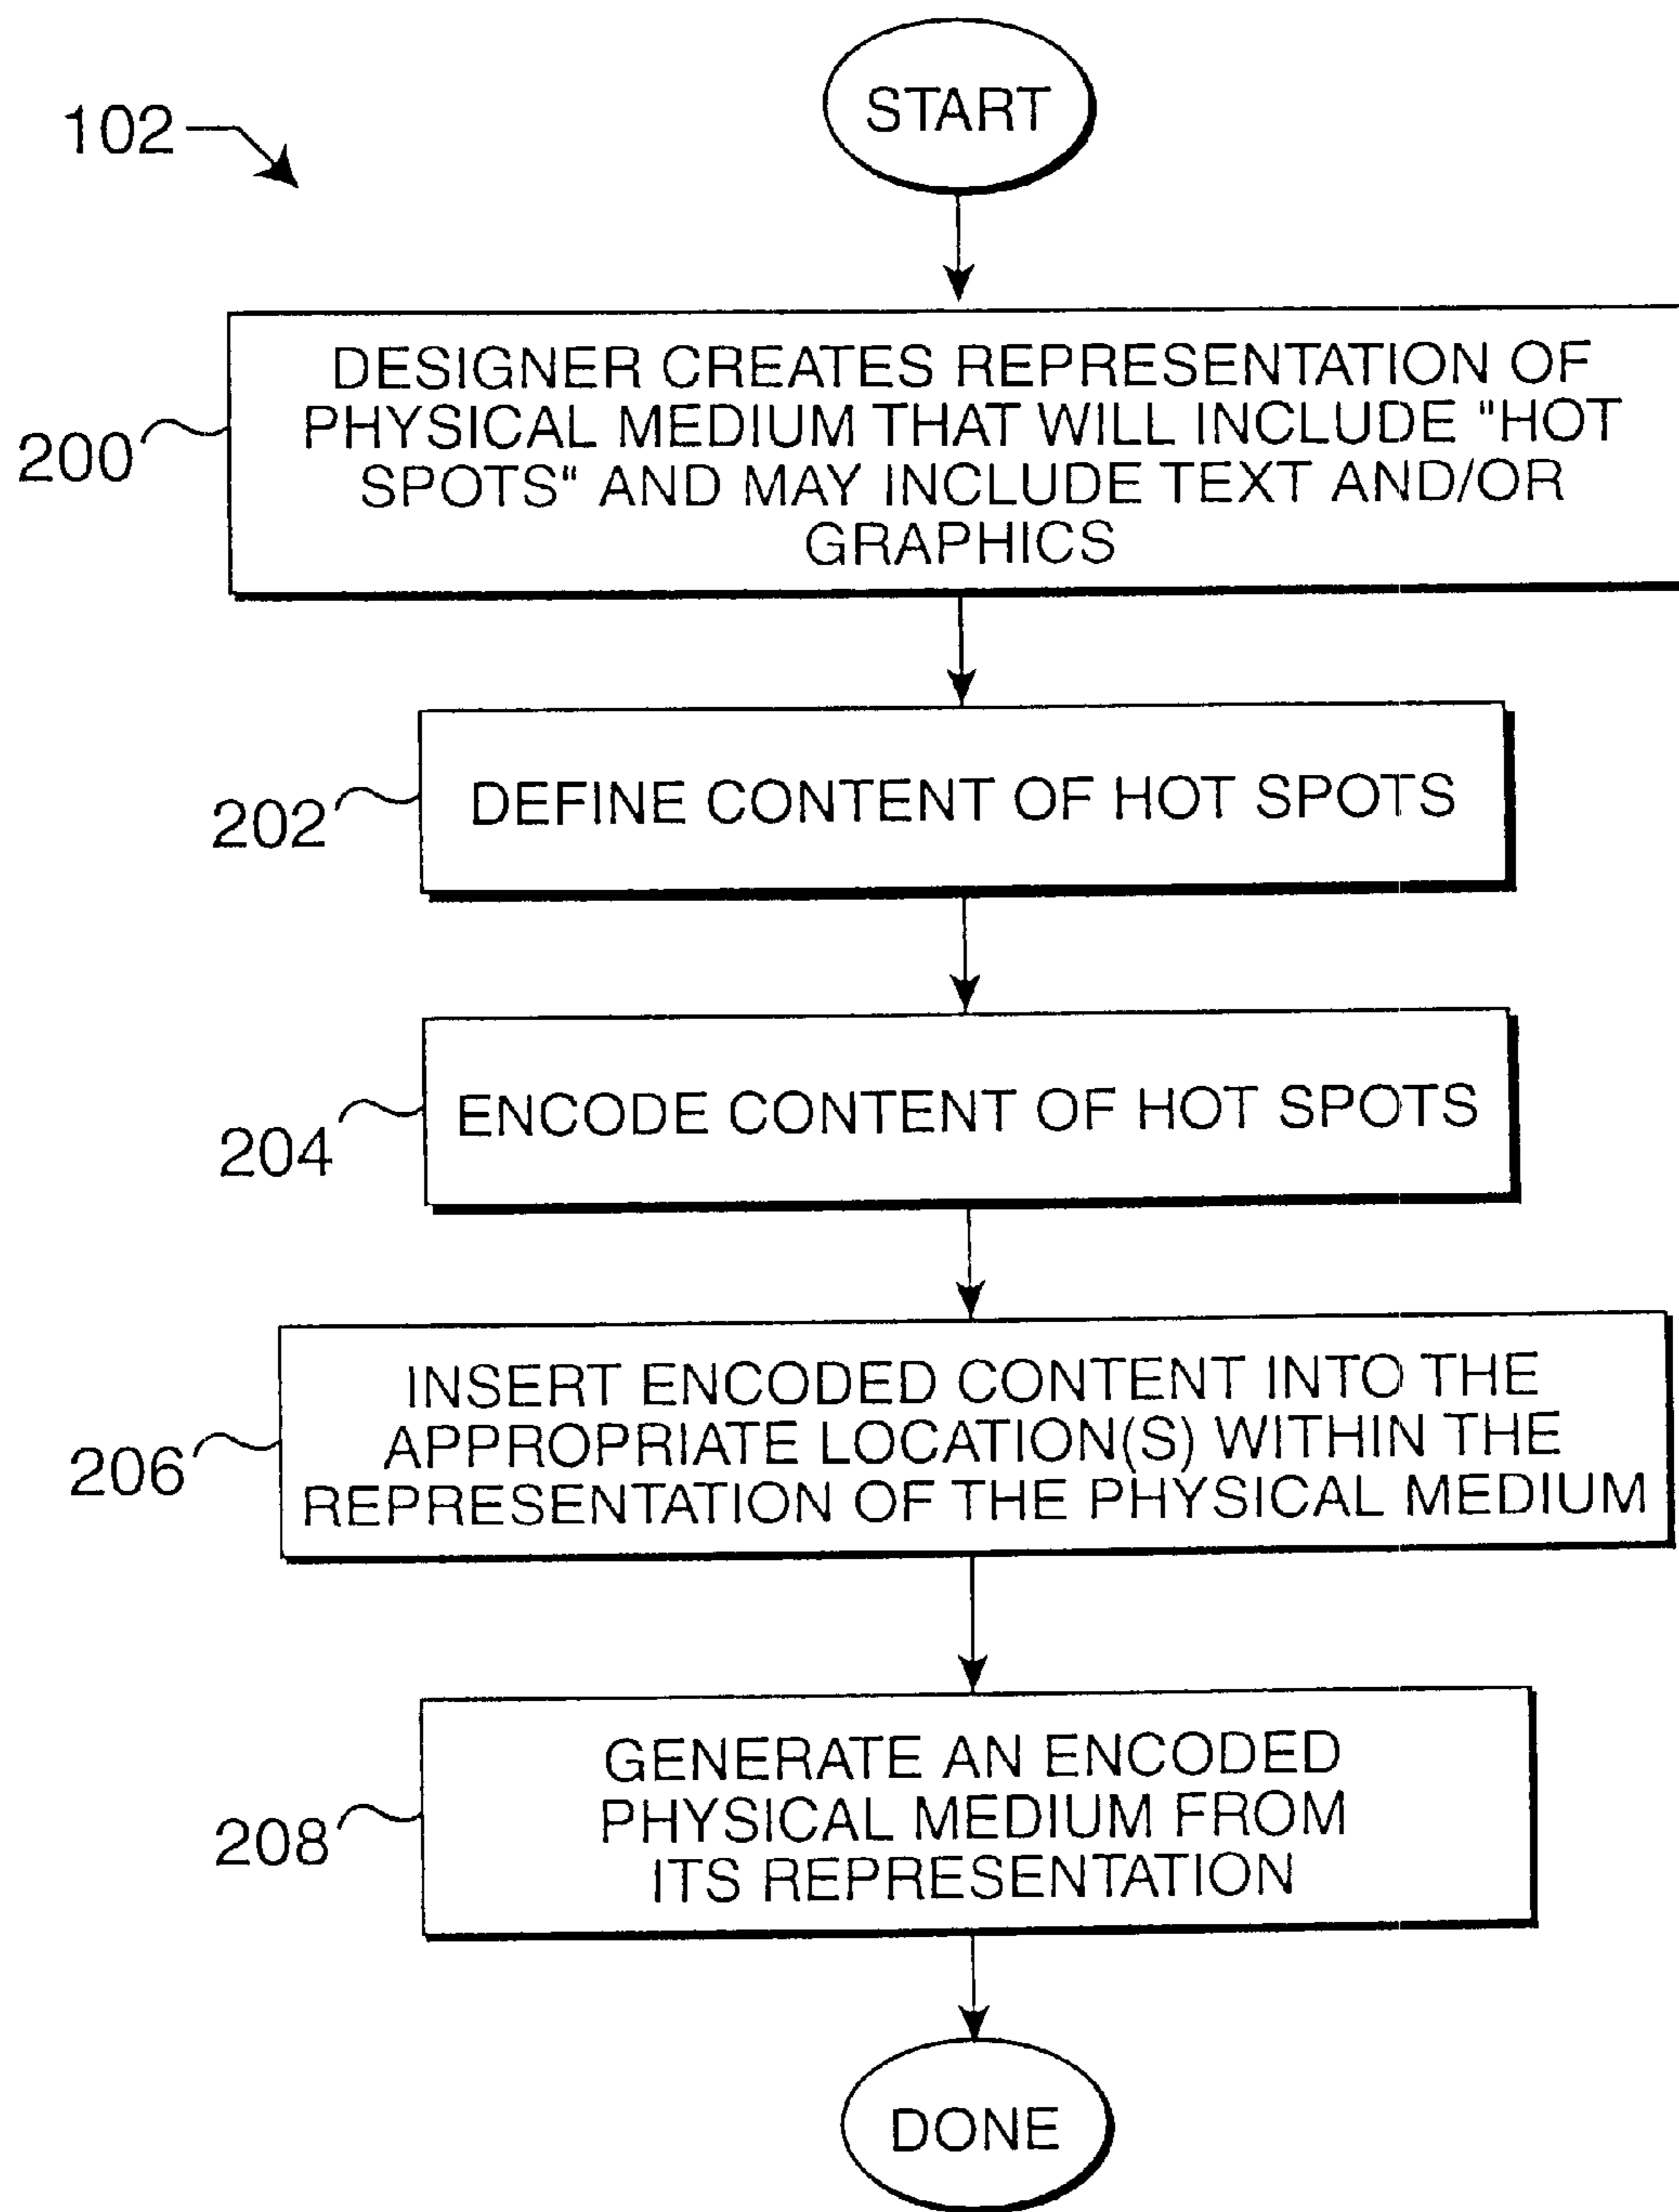 START
102
DESIGNER CREATES REPRESENTATION OF
PHYSICAL MEDIUM THAT WILL INCLUDE "HOT
SPOTS" AND MAY INCLUDE TEXT AND/OR
GRAPHICS
200
DEFINE CONTENT OF HOT SPOTS
202
ENCODE CONTENT OF HOT SPOTS
204
INSERT ENCODED CONTENT INTO THE
APPROPRIATE LOCATION(S) WITHIN THE
REPRESENTATION OF THE PHYSICAL MEDIUM
206
GENERATE AN ENCODED
PHYSICAL MEDIUM FROM
ITS REPRESENTATION
208
DONE